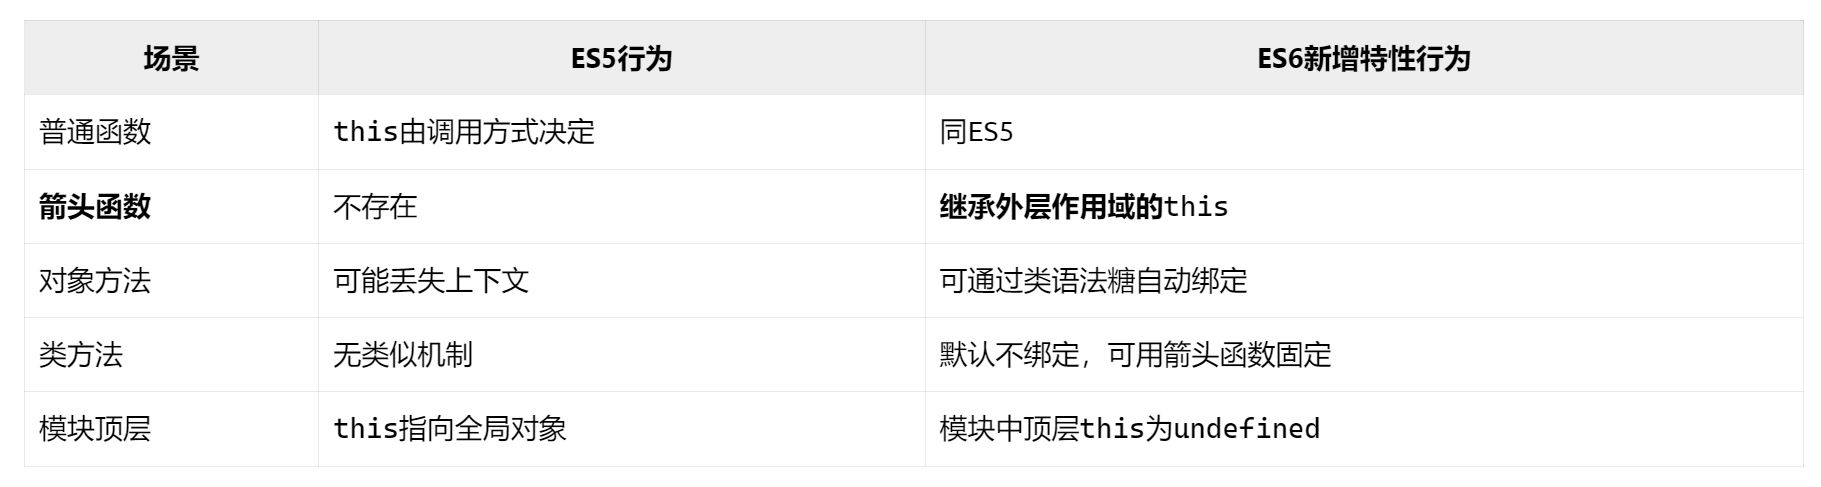 场景 ES5行为 ES6新增特性行为
普通函数 this由调用方式决定 同ES5
箭头函数 不存在 继承外层作用域的this
对象方法 可能丢失上下文 可通过类语法糖自动绑定
类方法 无类似机制 默认不绑定，可用箭头函数固定
模块顶层 this指向全局对象 模块中顶层this为undefined